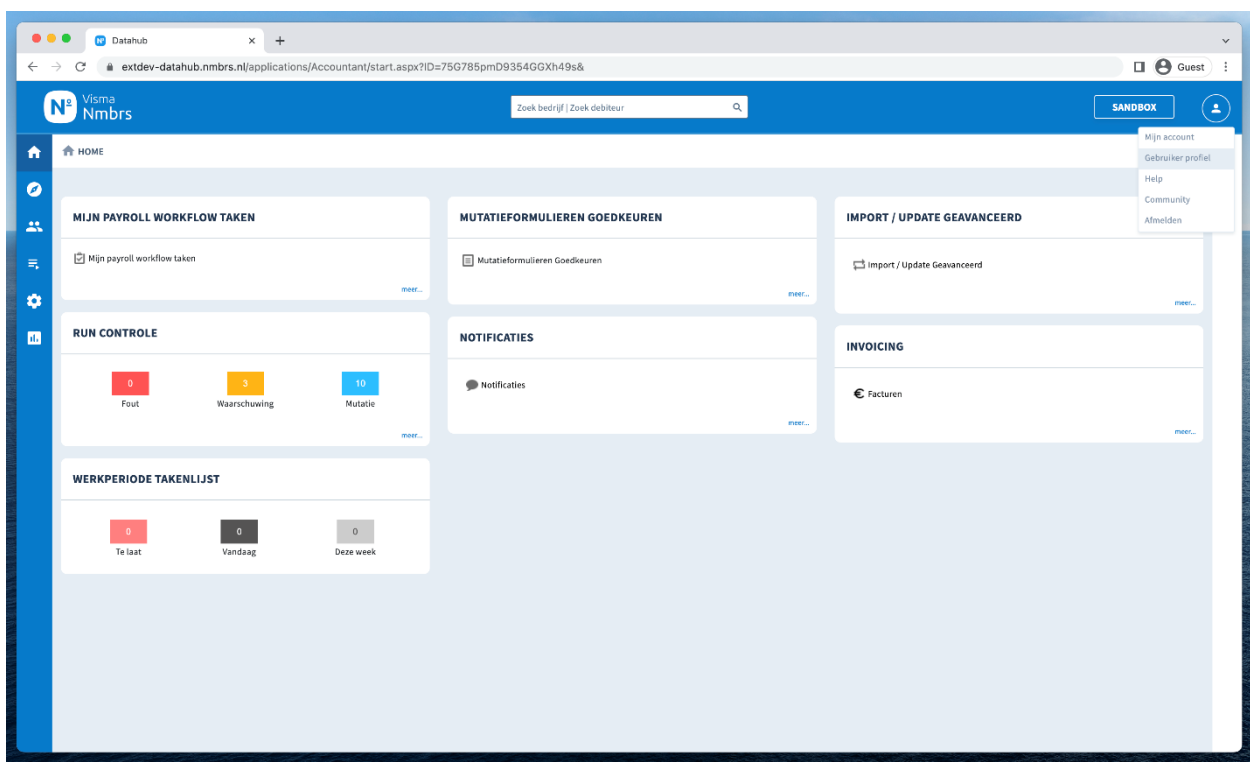 Datahub
extdev-datahub.nmbrs.nl/applications/Accountant/start.aspx?ID=75G785pmD9354GGXh49s&
Guest
Nº Visma
Nmbrs
Zoek bedrijf | Zoek debiteur
SANDBOX
Mijn account
Gebruiker profiel
Help
Community
Afmelden
HOME
MIJN PAYROLL WORKFLOW TAKEN
Mijn payroll workflow taken
meer...
MUTATIEFORMULIEREN GOEDKEUREN
Mutatieformulieren Goedkeuren
meer...
IMPORT / UPDATE GEAVANCEERD
Import / Update Geavanceerd
meer...
RUN CONTROLE
0 3 10
Fout Waarschuwing Mutatie
meer...
NOTIFICATIES
Notificaties
meer...
INVOICING
€ Facturen
meer...
WERKPERIODE TAKENLIJST
0 0 0
Te laat Vandaag Deze week